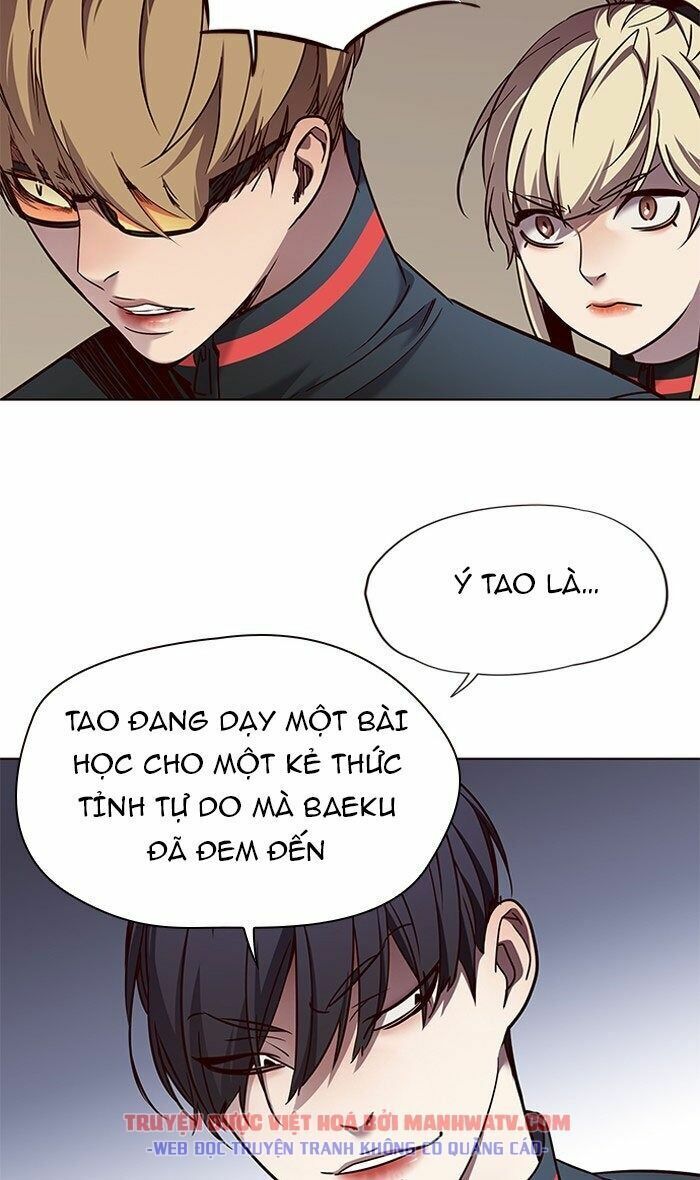 Ý TAO LÀ...
TAO ĐANG DẠY MỘT BÀI
HỌC CHO MỘT KẺ THỨC
TỈNH TỰ DO MÀ BAEKU
ĐÃ ĐEM ĐẾN
TRUYỆN ĐƯỢC VIỆT HOÁ BỞI MANHWATV.COM
-WEB ĐỌC TRUYỆN TRANH KHÔNG CÓ QUẢNG CÁO-